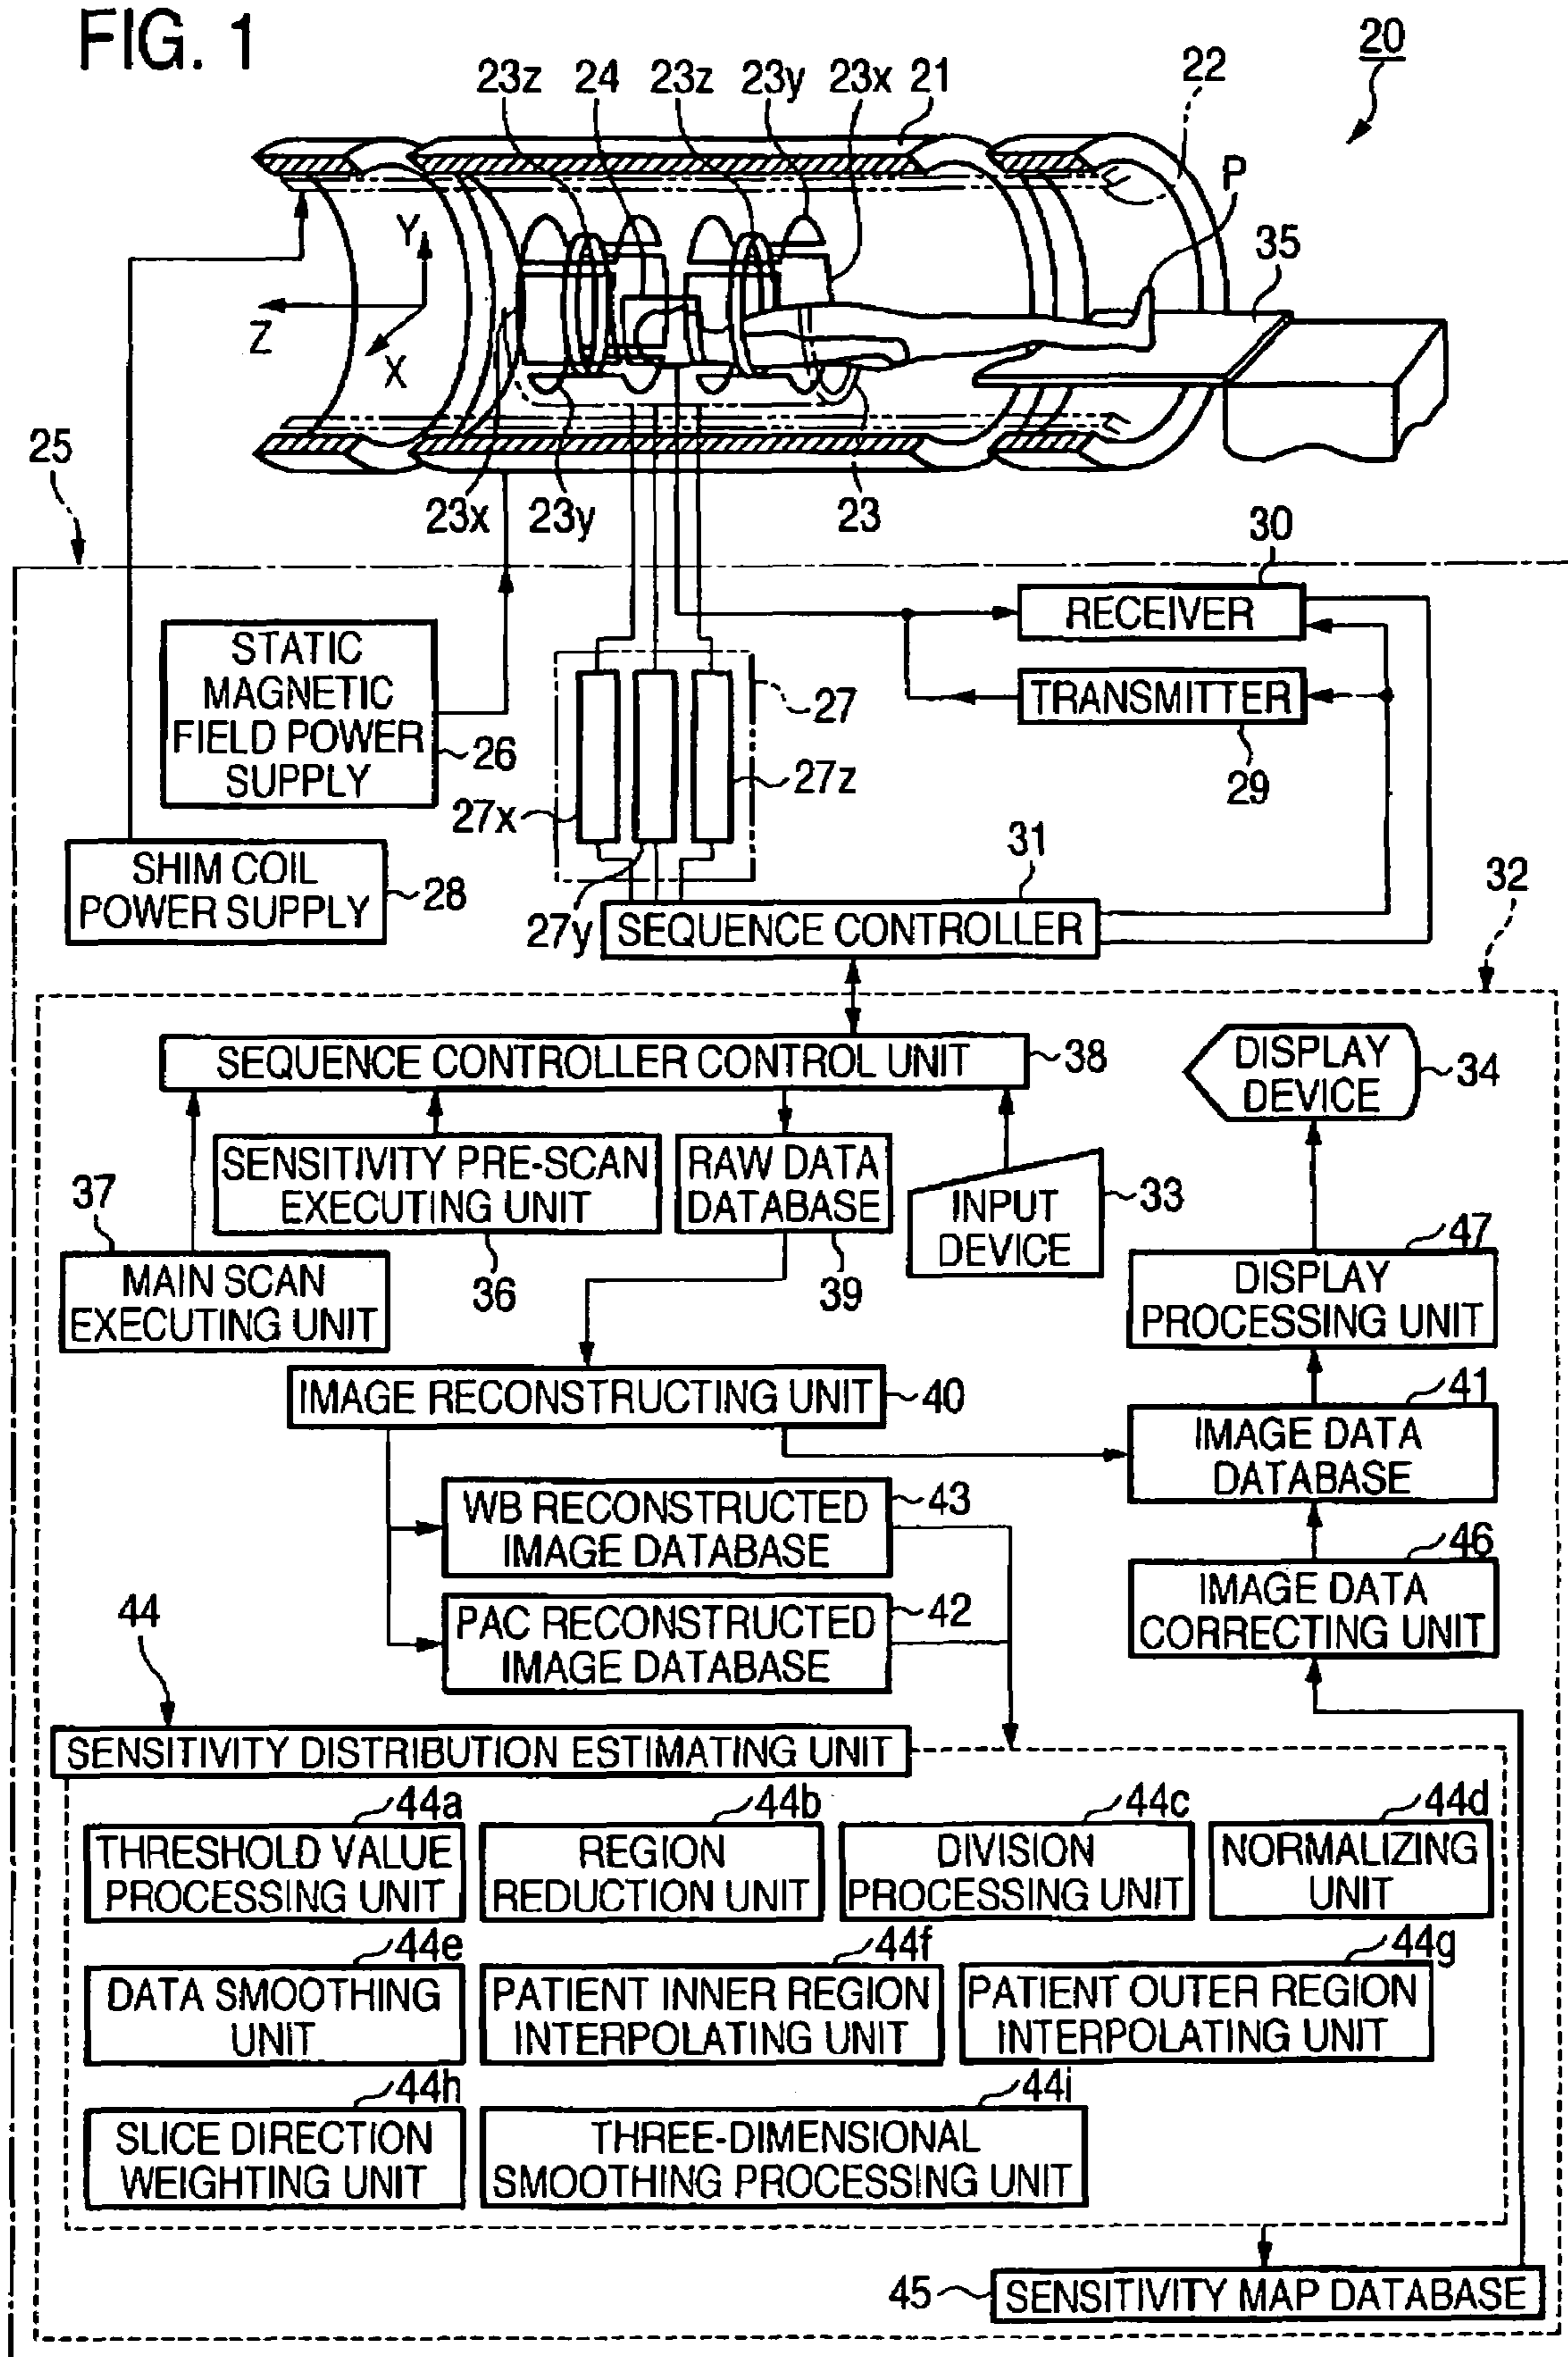 FIG. 1
20
23z
24
23z
23y
23x
21
22
P
35
Y
Z
X
25
23x
23y
23
30
RECEIVER
STATIC
MAGNETIC
FIELD POWER
SUPPLY
26
27
TRANSMITTER
29
27x
27z
27y
SHIM COIL
POWER SUPPLY
28
31
SEQUENCE CONTROLLER
32
SEQUENCE CONTROLLER CONTROL UNIT
38
DISPLAY
DEVICE
34
SENSITIVITY PRE-SCAN
EXECUTING UNIT
36
RAW DATA
DATABASE
39
INPUT
DEVICE
33
37
MAIN SCAN
EXECUTING UNIT
47
DISPLAY
PROCESSING UNIT
IMAGE RECONSTRUCTING UNIT
40
41
IMAGE DATA
DATABASE
WB RECONSTRUCTED
IMAGE DATABASE
43
46
IMAGE DATA
CORRECTING UNIT
PAC RECONSTRUCTED
IMAGE DATABASE
42
44
SENSITIVITY DISTRIBUTION ESTIMATING UNIT
44a
THRESHOLD VALUE
PROCESSING UNIT
44b
REGION
REDUCTION UNIT
44c
DIVISION
PROCESSING UNIT
44d
NORMALIZING
UNIT
44e
DATA SMOOTHING
UNIT
44f
PATIENT INNER REGION
INTERPOLATING UNIT
44g
PATIENT OUTER REGION
INTERPOLATING UNIT
44h
SLICE DIRECTION
WEIGHTING UNIT
44i
THREE-DIMENSIONAL
SMOOTHING PROCESSING UNIT
45
SENSITIVITY MAP DATABASE